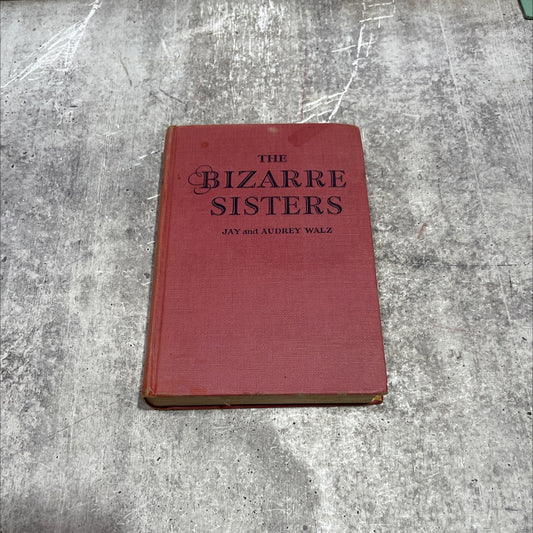 THE
BIZARRE
SISTERS
JAY and AUDREY WALZ